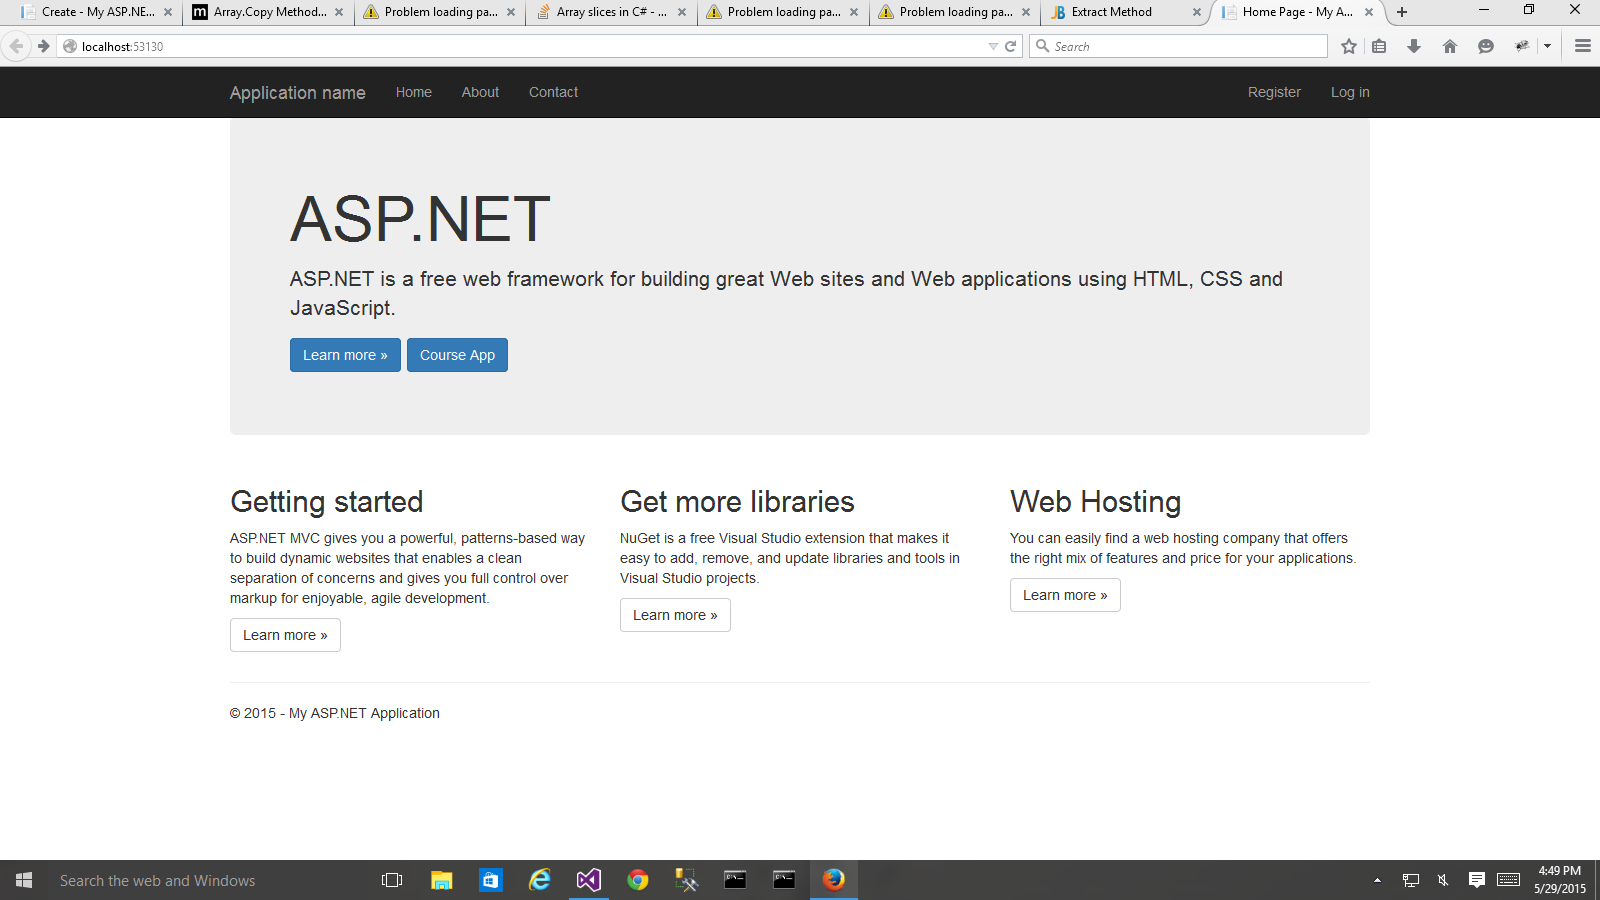 Create - My ASP.NE...
Array.Copy Method...
Problem loading pa...
Array slices in C# - ...
Problem loading pa...
Problem loading pa...
JB Extract Method
Home Page - My A...
localhost:53130
Search
Application name
Home
About
Contact
Register
Log in
ASP.NET
ASP.NET is a free web framework for building great Web sites and Web applications using HTML, CSS and
JavaScript.
Learn more »
Course App
Getting started
ASP.NET MVC gives you a powerful, patterns-based way
to build dynamic websites that enables a clean
separation of concerns and gives you full control over
markup for enjoyable, agile development.
Learn more »
Get more libraries
NuGet is a free Visual Studio extension that makes it
easy to add, remove, and update libraries and tools in
Visual Studio projects.
Learn more »
Web Hosting
You can easily find a web hosting company that offers
the right mix of features and price for your applications.
Learn more »
© 2015 - My ASP.NET Application
Search the web and Windows
4:49 PM
5/29/2015